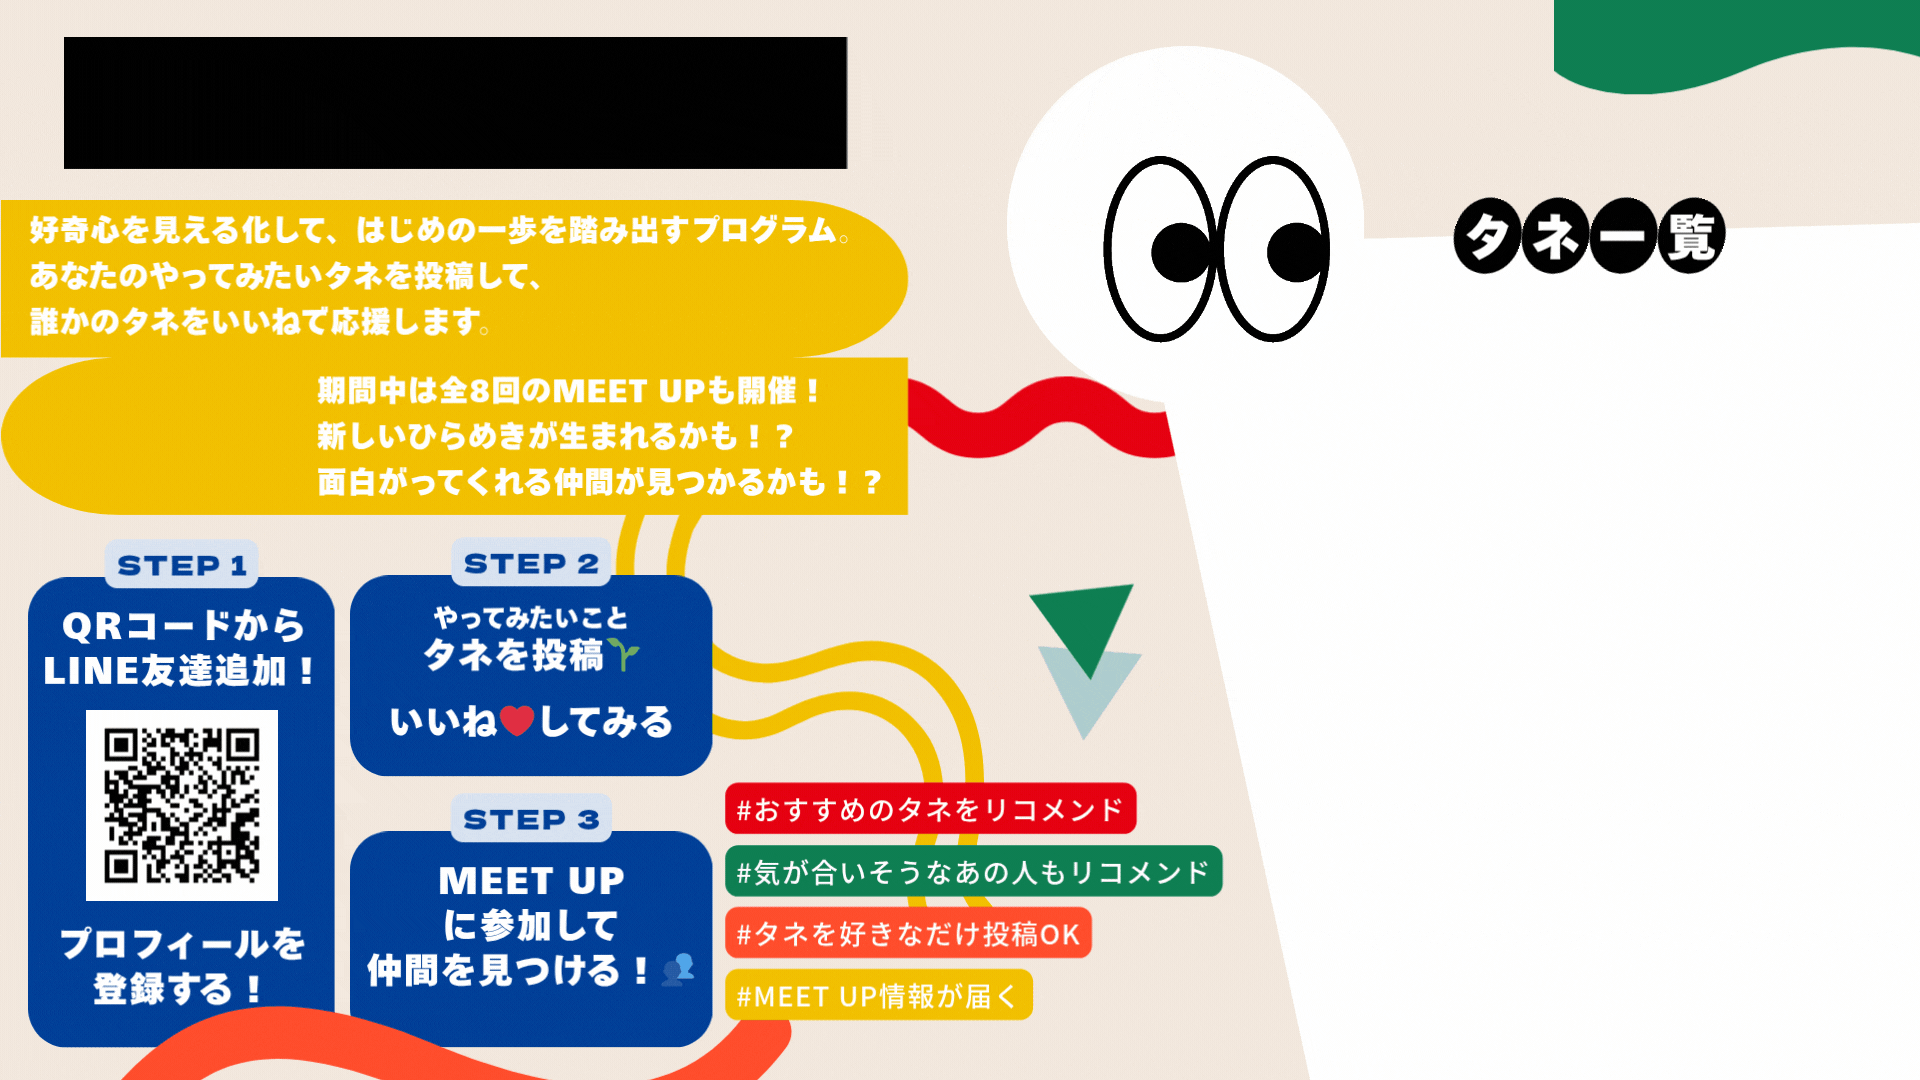 好奇心を見える化して、はじめの一歩を踏み出すプログラム。
あなたのやってみたいタネを投稿して、
誰かのタネをいいねで応援します。
期間中は全8回のMEET UPも開催！
新しいひらめきが生まれるかも！？
面白がってくれる仲間が見つかるかも！？
STEP 1
QRコードから
LINE友達追加！
プロフィールを
登録する！
STEP 2
やってみたいこと
タネを投稿🌱
いいね❤してみる
STEP 3
MEET UP
に参加して
仲間を見つける！👥
#おすすめのタネをリコメンド
#気が合いそうなあの人もリコメンド
#タネを好きなだけ投稿OK
#MEET UP情報が届く
タネ一覧